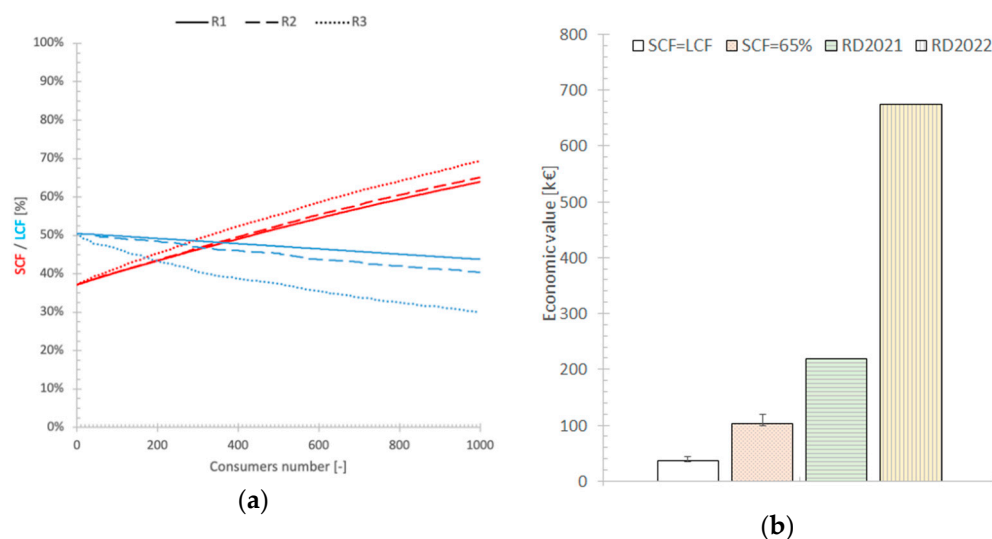 R1 R2 R3
100%
90%
80%
70%
60%
50%
40%
30%
20%
10%
0%
SCF / LCF [%]
0 200 400 600 800 1000
Consumers number [-]
(a)
SCF=LCF SCF=65% RD2021 RD2022
800
700
600
500
400
300
200
100
0
Economic value [k€]
(b)